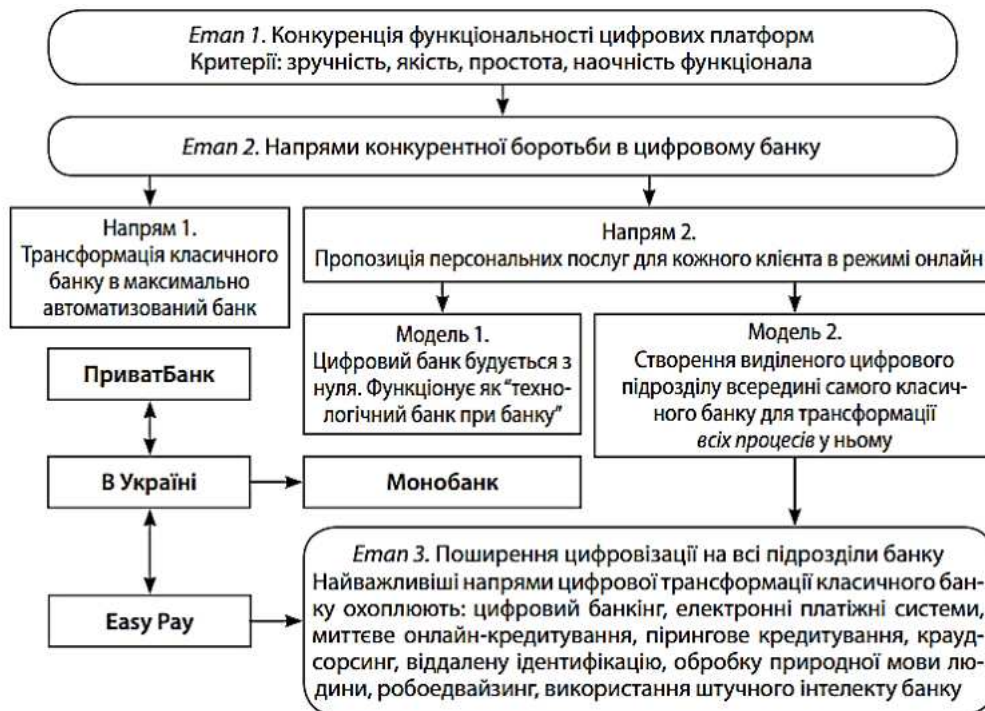 Етап 1. Конкуренція функціональності цифрових платформ
Критерії: зручність, якість, простота, наочність функціонала
Етап 2. Напрями конкурентної боротьби в цифровому банку
Напрям 1.
Трансформація класичного
банку в максимально
автоматизований банк
Напрям 2.
Пропозиція персональних послуг для кожного клієнта в режимі онлайн
Модель 1.
Цифровий банк будується з
нуля. Функціонує як “техно-
логічний банк при банку”
Модель 2.
Створення виділеного цифрового
підрозділу всередині самого класич-
ного банку для трансформації
всіх процесів у ньому
ПриватБанк
В Україні
Монобанк
Easy Pay
Етап 3. Поширення цифровізації на всі підрозділи банку
Найважливіші напрями цифрової трансформації класичного бан-
ку охоплюють: цифровий банкінг, електронні платіжні системи,
миттєве онлайн-кредитування, пірингове кредитування, крауд-
сорсинг, віддалену ідентифікацію, обробку природної мови лю-
дини, робоедвайзинг, використання штучного інтелекту банку